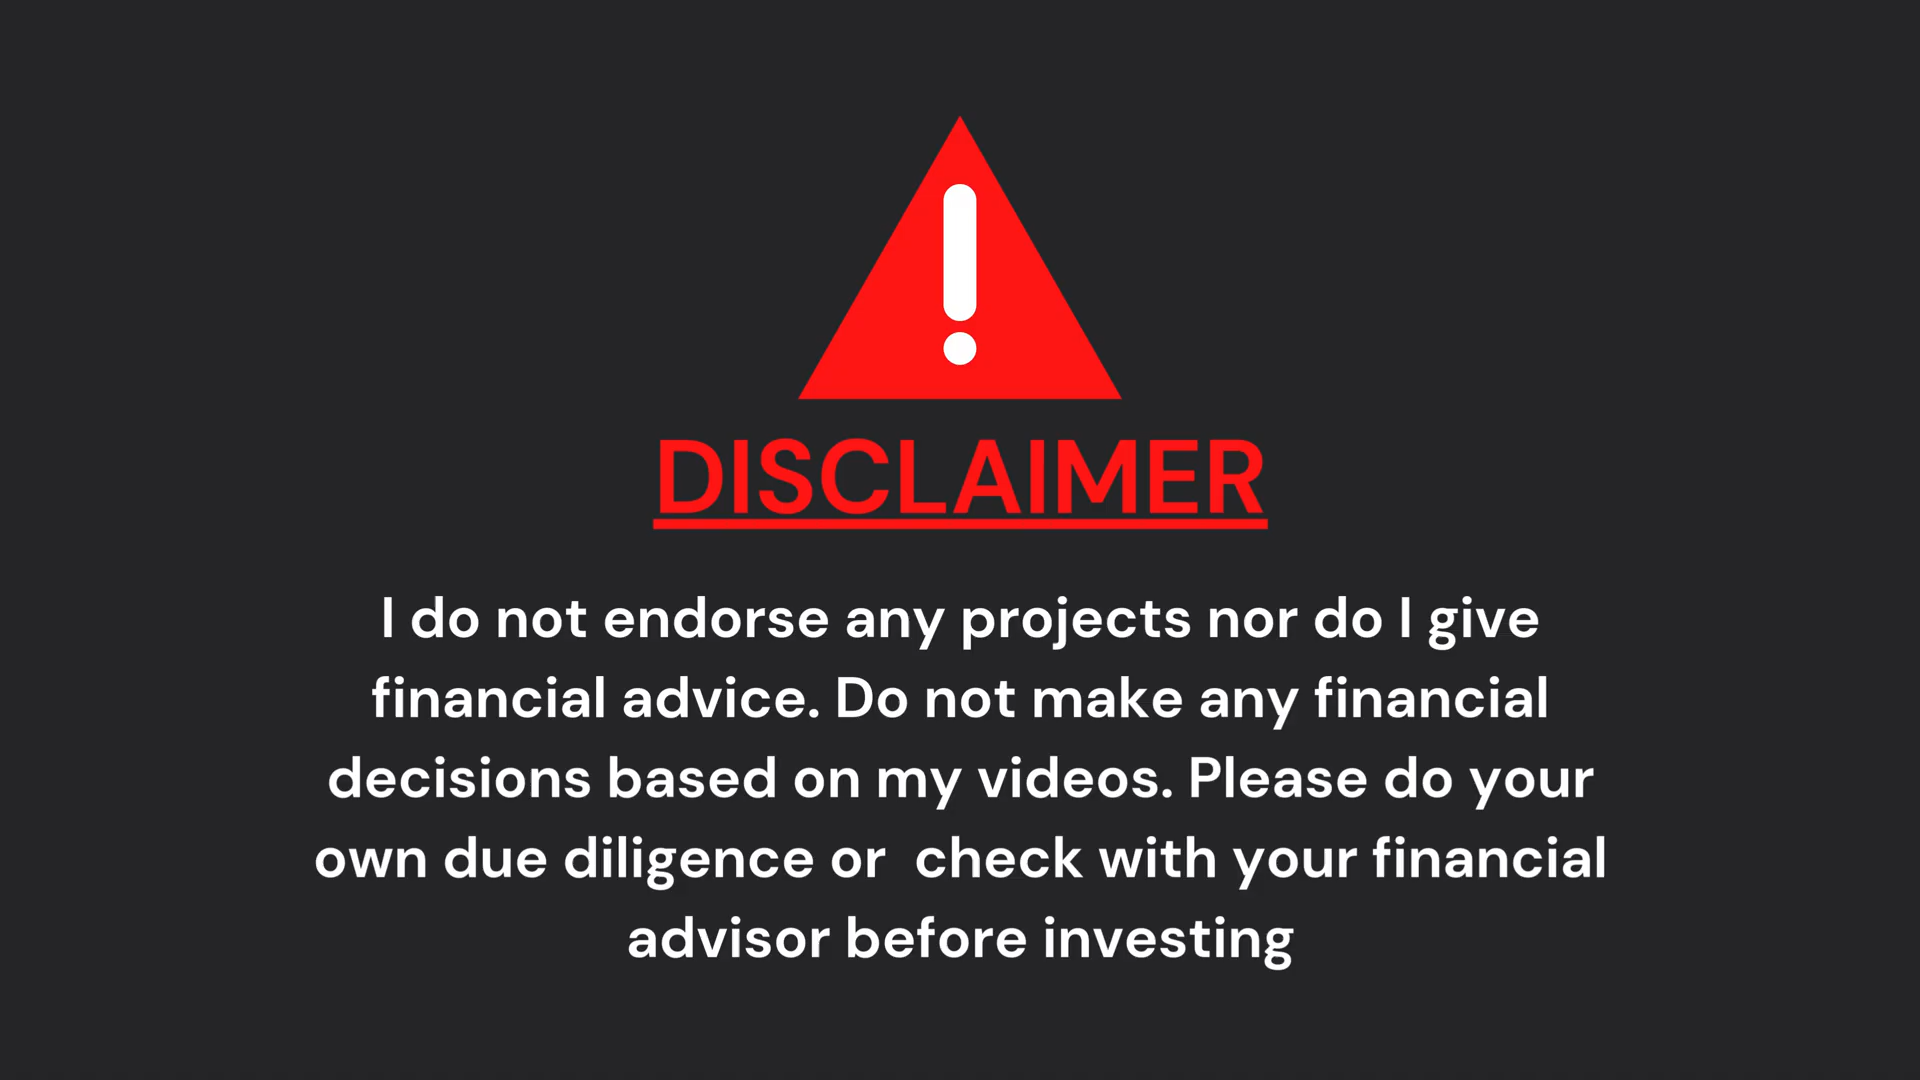 DISCLAIMER
I do not endorse any projects nor do I give
financial advice. Do not make any financial
decisions based on my videos. Please do your
own due diligence or  check with your financial
advisor before investing